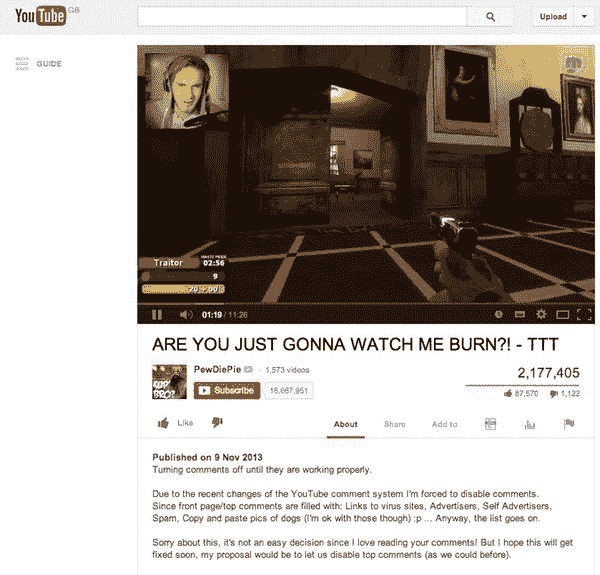 YouTube GB
Upload
GUIDE
HASTE MODE
Traitor 02:56
9
01:19 / 11:26
ARE YOU JUST GONNA WATCH ME BURN?! - TTT
PewDiePie · 1,573 videos
Subscribe 16,667,951
2,177,405
87,570 1,122
Like
About Share Add to
Published on 9 Nov 2013
Turning comments off until they are working properly.
Due to the recent changes of the YouTube comment system I'm forced to disable comments.
Since front page/top comments are filled with: Links to virus sites, Advertisers, Self Advertisers,
Spam, Copy and paste pics of dogs (I'm ok with those though) :p ... Anyway, the list goes on.
Sorry about this, it's not an easy decision since I love reading your comments! But I hope this will get
fixed soon, my proposal would be to let us disable top comments (as we could before).